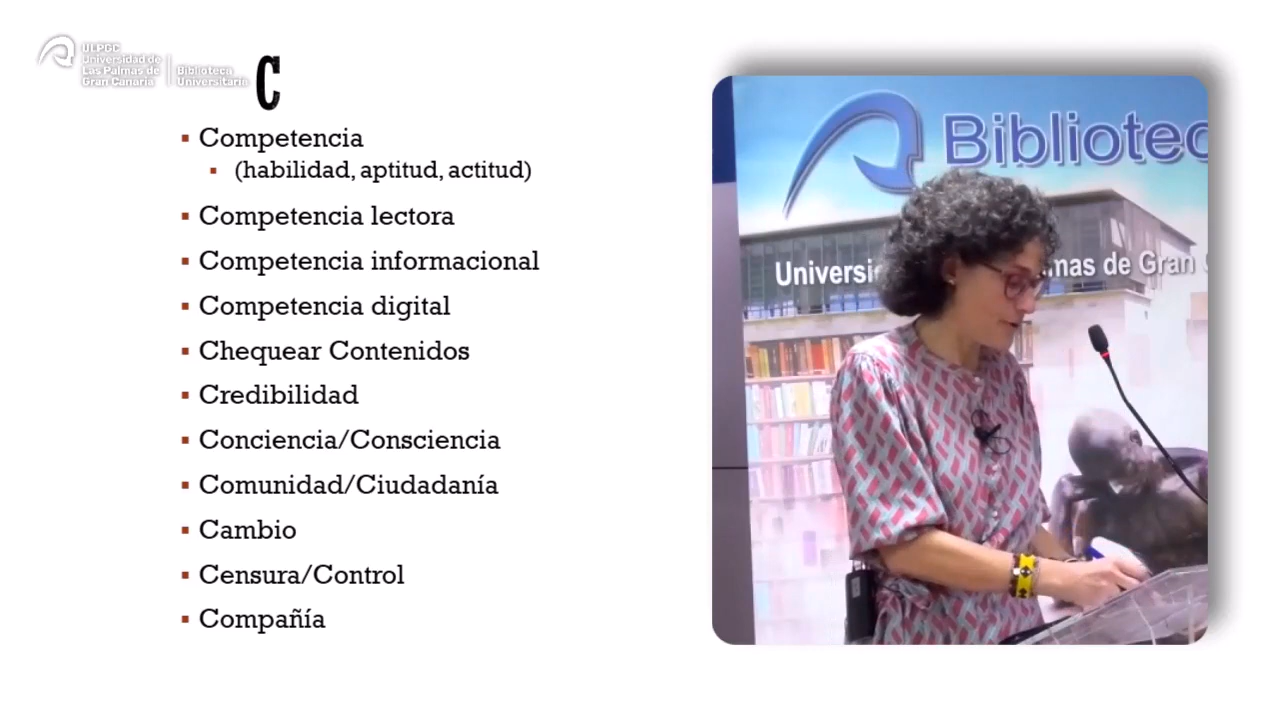 ULPGC
Universidad de
Las Palmas de
Gran Canaria
Biblioteca
Universitaria
C
Competencia
(habilidad, aptitud, actitud)
Competencia lectora
Competencia informacional
Competencia digital
Chequear Contenidos
Credibilidad
Conciencia/Consciencia
Comunidad/Ciudadanía
Cambio
Censura/Control
Compañía
Bibliotec
Universi mas de Gran